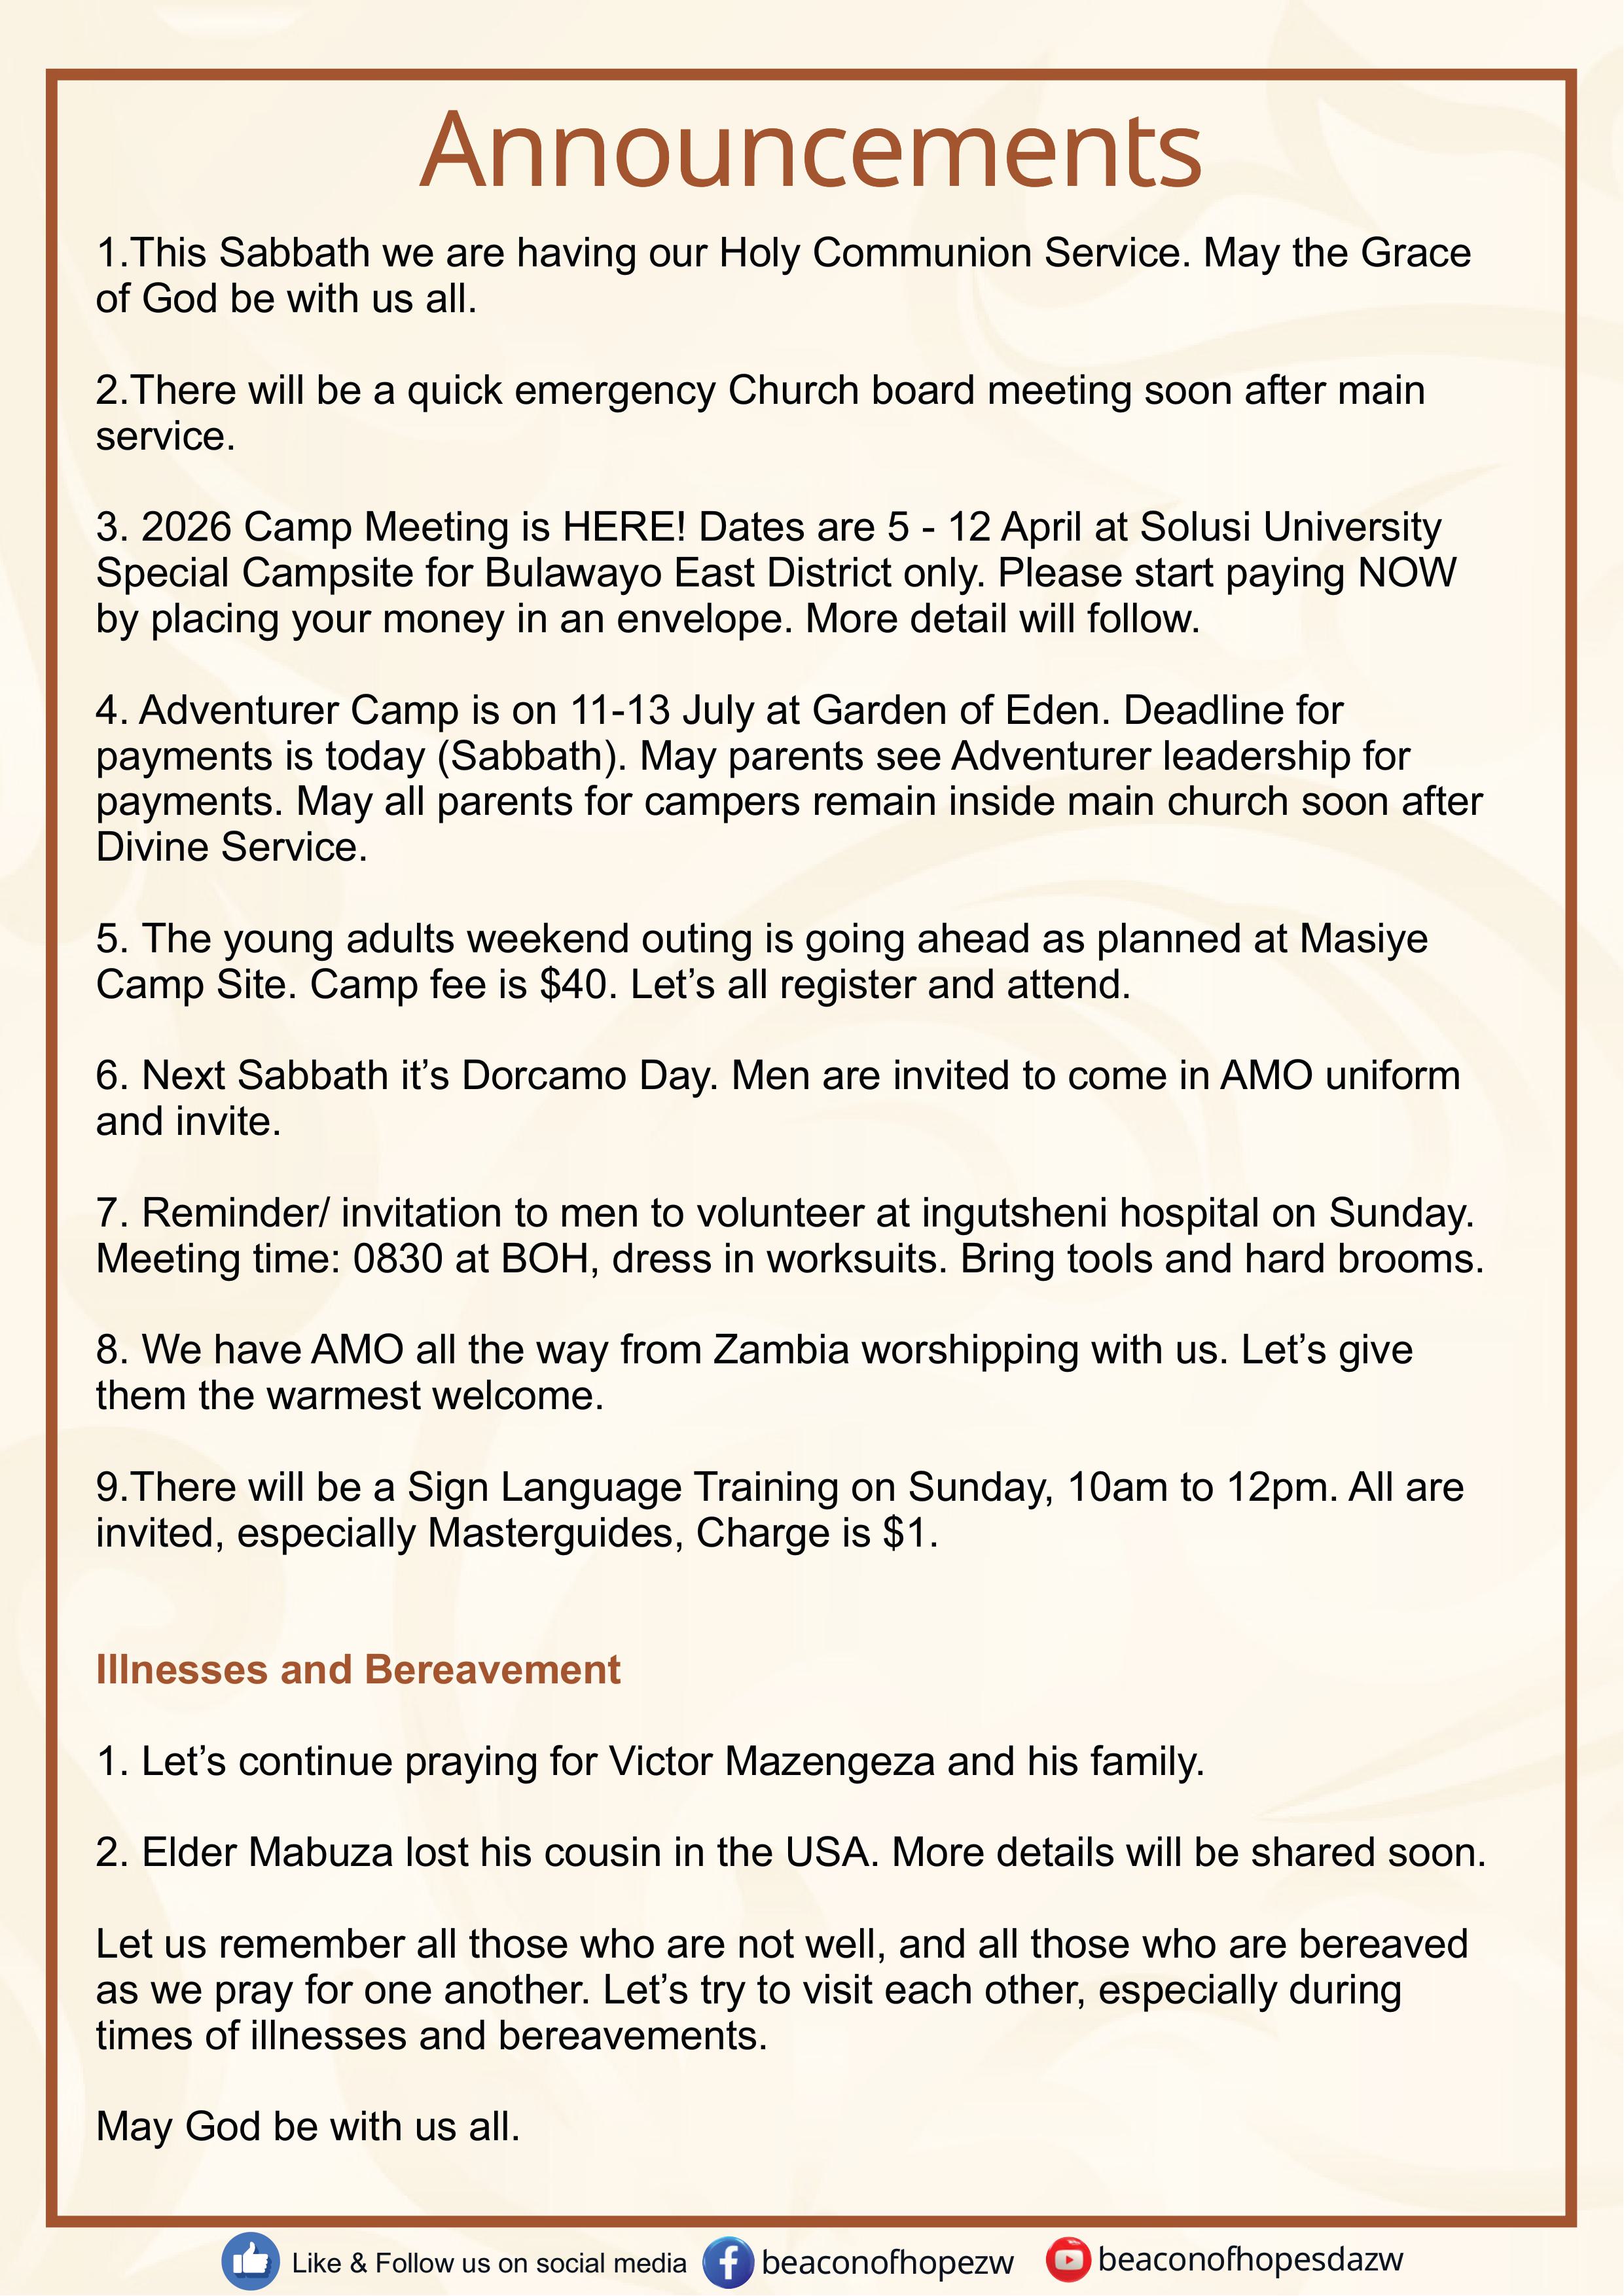 Announcements
1.This Sabbath we are having our Holy Communion Service. May the Grace
of God be with us all.
2.There will be a quick emergency Church board meeting soon after main
service.
3. 2026 Camp Meeting is HERE! Dates are 5 - 12 April at Solusi University
Special Campsite for Bulawayo East District only. Please start paying NOW
by placing your money in an envelope. More detail will follow.
4. Adventurer Camp is on 11-13 July at Garden of Eden. Deadline for
payments is today (Sabbath). May parents see Adventurer leadership for
payments. May all parents for campers remain inside main church soon after
Divine Service.
5. The young adults weekend outing is going ahead as planned at Masiye
Camp Site. Camp fee is $40. Let’s all register and attend.
6. Next Sabbath it’s Dorcamo Day. Men are invited to come in AMO uniform
and invite.
7. Reminder/ invitation to men to volunteer at ingutsheni hospital on Sunday.
Meeting time: 0830 at BOH, dress in worksuits. Bring tools and hard brooms.
8. We have AMO all the way from Zambia worshipping with us. Let’s give
them the warmest welcome.
9.There will be a Sign Language Training on Sunday, 10am to 12pm. All are
invited, especially Masterguides, Charge is $1.
Illnesses and Bereavement
1. Let’s continue praying for Victor Mazengeza and his family.
2. Elder Mabuza lost his cousin in the USA. More details will be shared soon.
Let us remember all those who are not well, and all those who are bereaved
as we pray for one another. Let’s try to visit each other, especially during
times of illnesses and bereavements.
May God be with us all.
Like & Follow us on social media beaconofhopezw beaconofhopesdazw